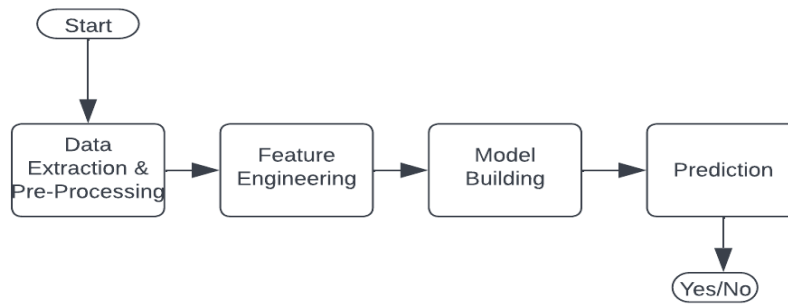 Start
Data
Extraction &
Pre-Processing
Feature
Engineering
Model
Building
Prediction
Yes/No